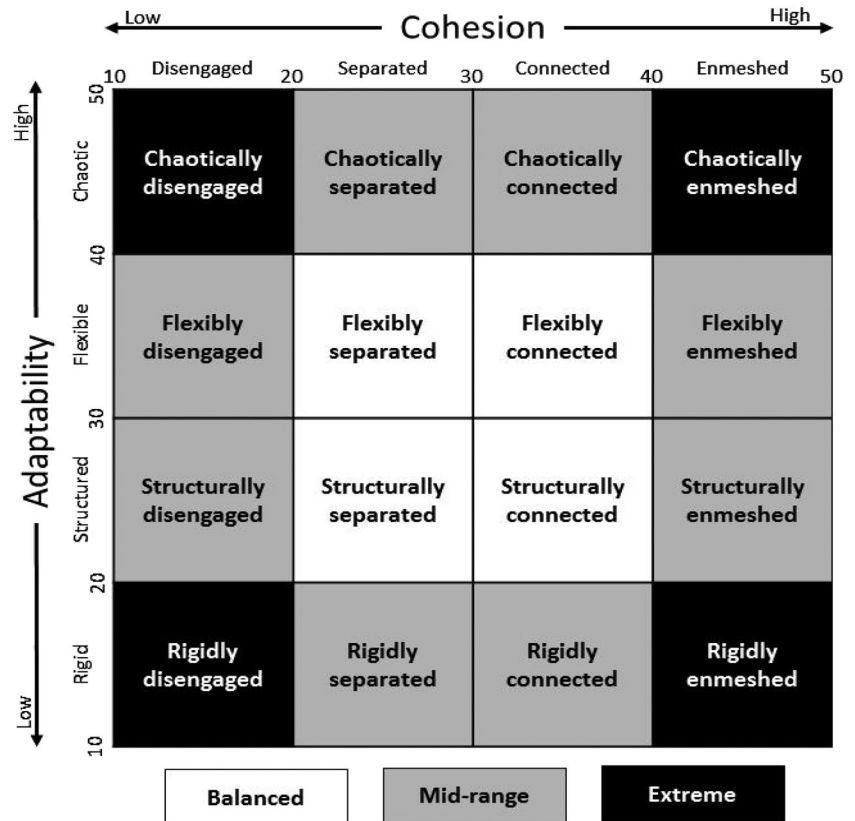 Low Cohesion High
Disengaged Separated Connected Enmeshed
10 20 30 40 50
High
Adaptability
Low
50
Chaotic
40
Flexible
30
Structured
20
Rigid
10
Chaotically
disengaged
Chaotically
separated
Chaotically
connected
Chaotically
enmeshed
Flexibly
disengaged
Flexibly
separated
Flexibly
connected
Flexibly
enmeshed
Structurally
disengaged
Structurally
separated
Structurally
connected
Structurally
enmeshed
Rigidly
disengaged
Rigidly
separated
Rigidly
connected
Rigidly
enmeshed
Balanced
Mid-range
Extreme